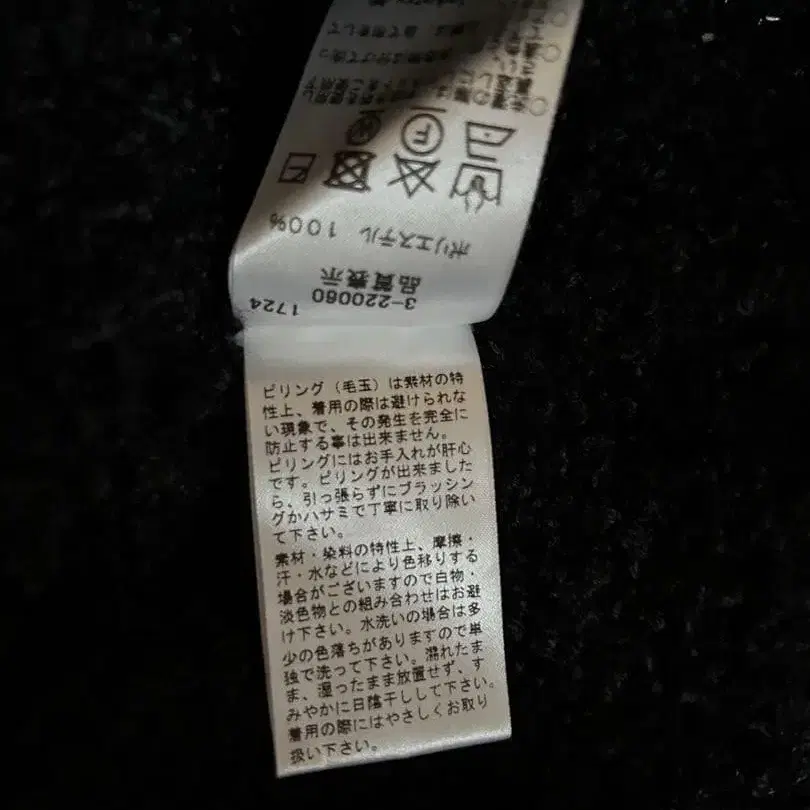 3-220060 1724
品質表示
ポリエステル 100%
ピリング(毛玉)は素材の特
性上、着用の際は避けられな
い現象で、その発生を完全に
防止する事は出来ません。
ピリングにはお手入れが肝心
です。ピリングが出来ました
ら、引っ張らずにブラッシン
グかハサミで丁寧に取り除い
て下さい。
素材・染料の特性上、摩擦・
汗・水などにより色移りする
場合がございますので白物・
淡色物との組み合わせはお避
け下さい。水洗いの場合は多
少の色落ちがありますので単
独で洗って下さい。濡れたま
ま、湿ったまま放置せず、す
みやかに日陰干しして下さい。
着用の際にはやさしくお取り
扱い下さい。